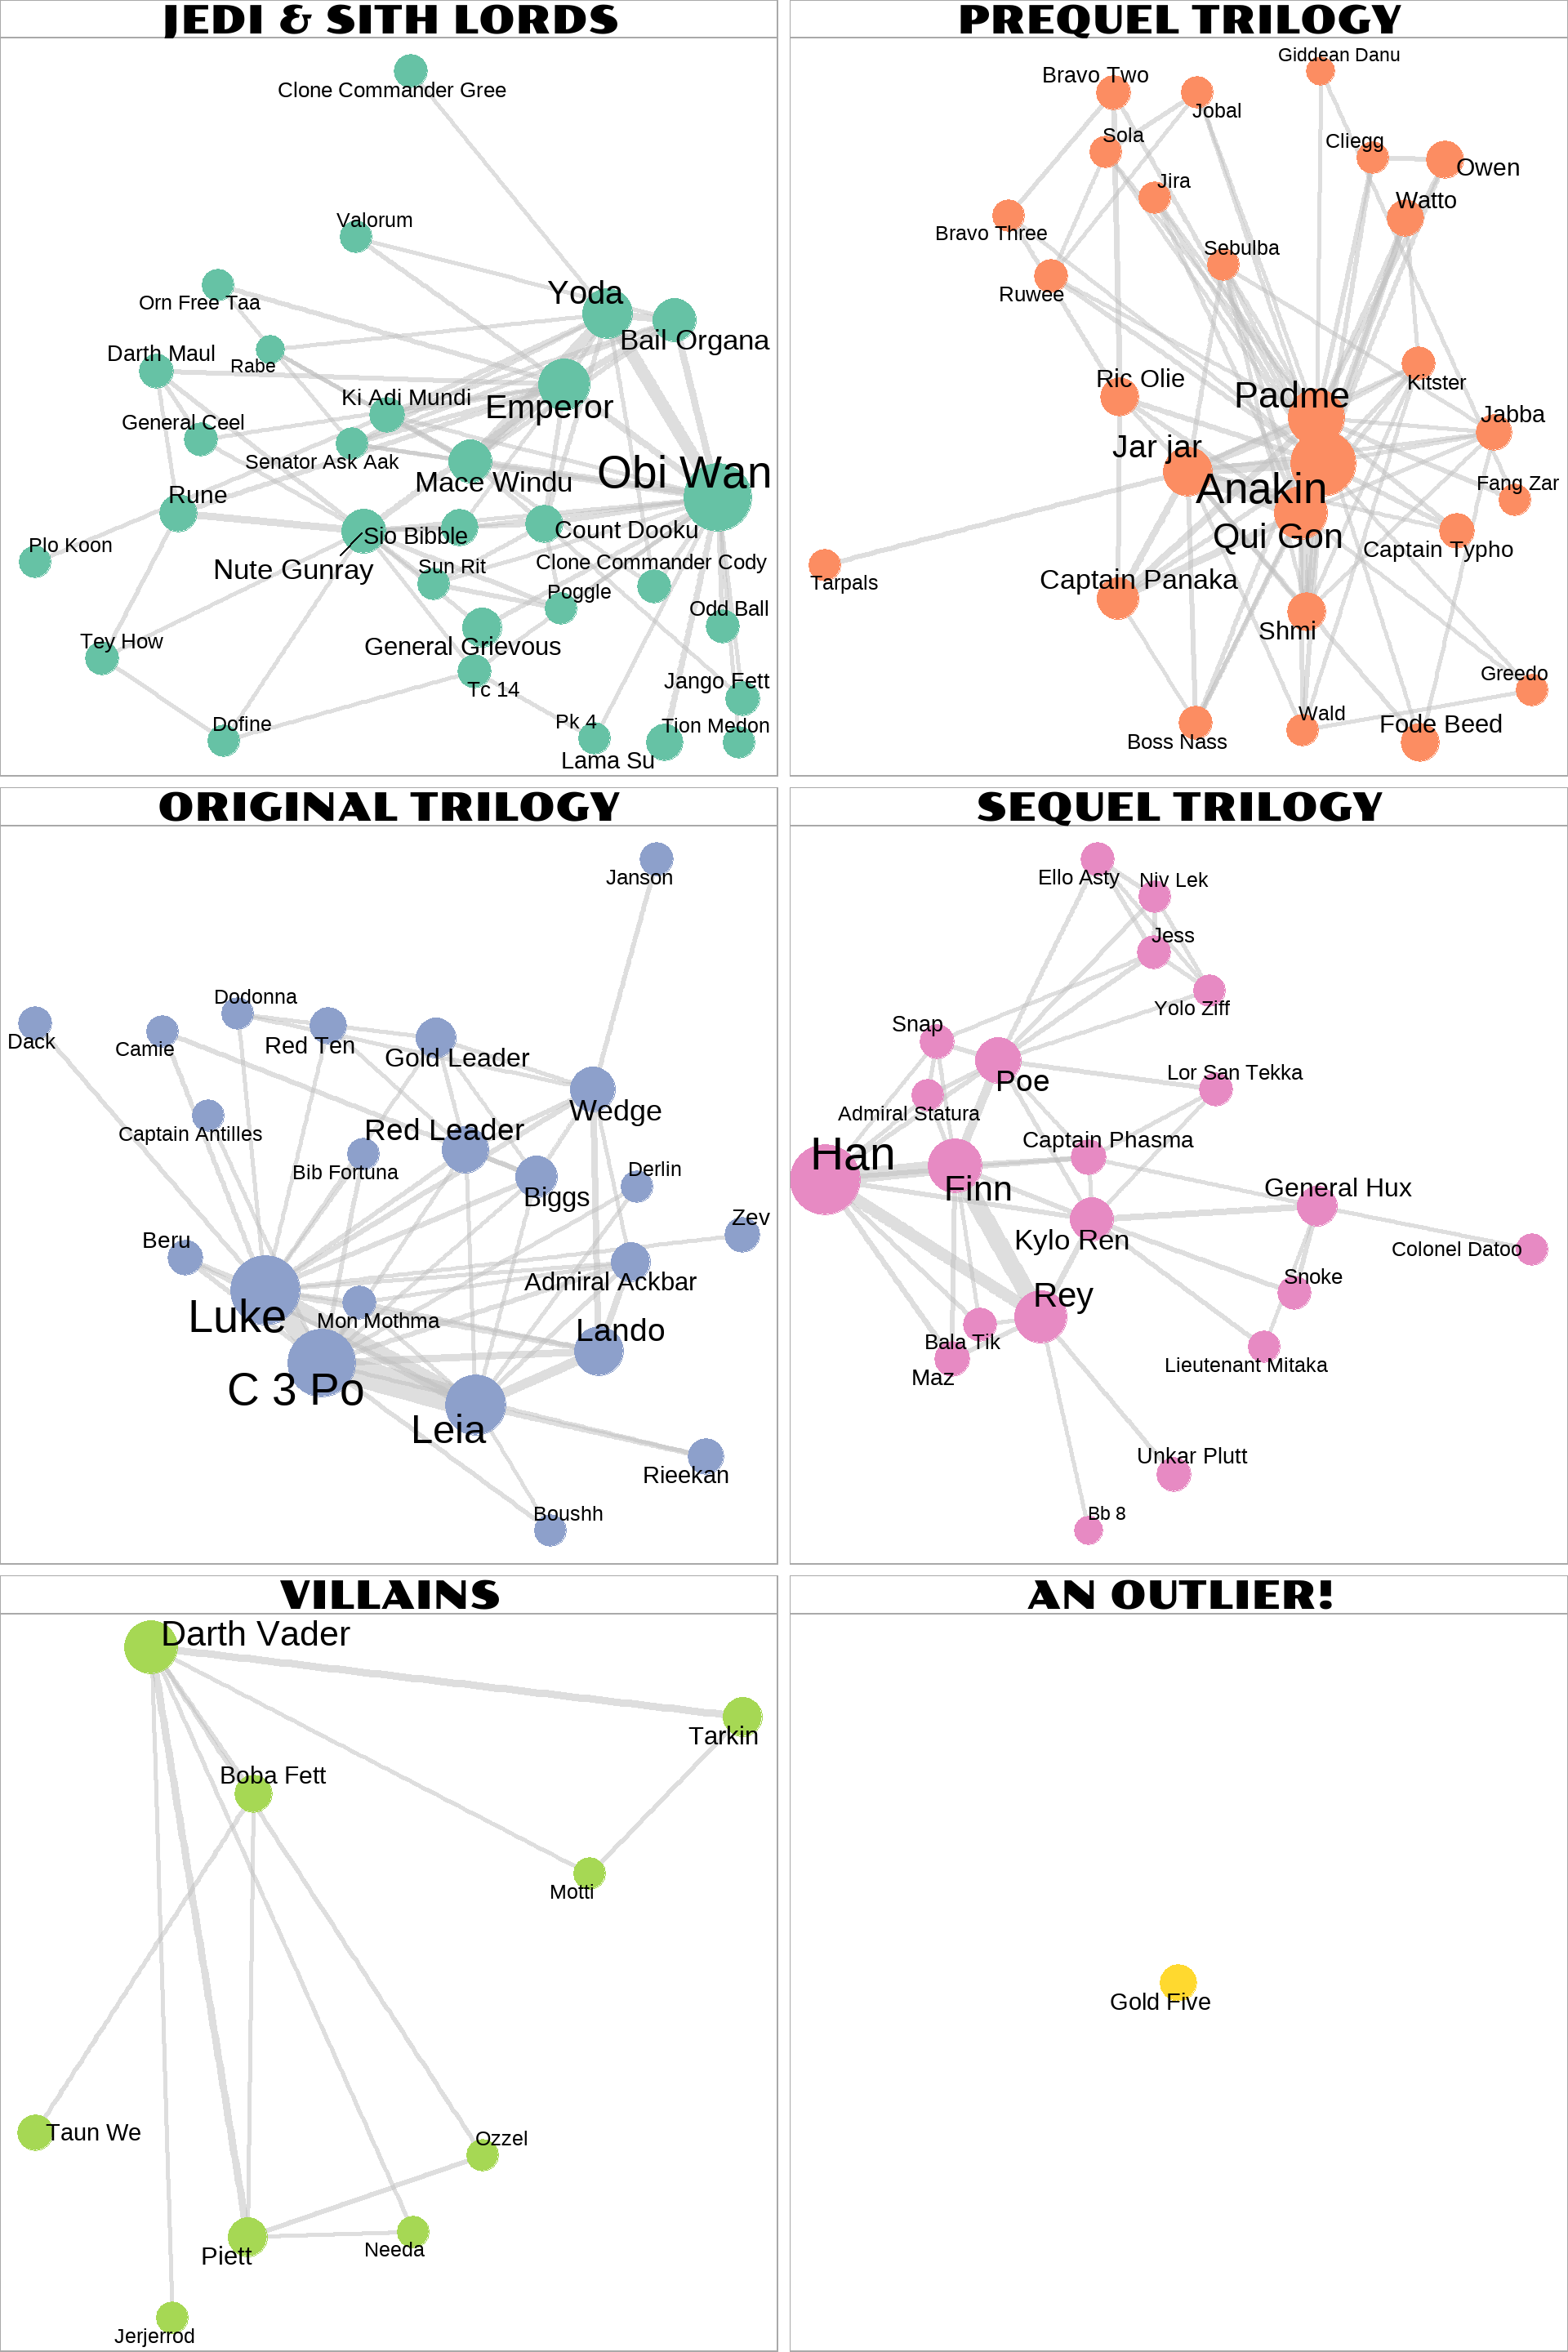 JEDI & SITH LORDS
Clone Commander Gree
Valorum
Orn Free Taa
Yoda
Bail Organa
Darth Maul
Rabe
Ki Adi Mundi
Emperor
General Ceel
Senator Ask Aak
Mace Windu
Obi Wan
Rune
Sio Bibble
Count Dooku
Plo Koon
Nute Gunray
Sun Rit
Clone Commander Cody
Poggle
Odd Ball
Tey How
General Grievous
Jango Fett
Tc 14
Dofine
Pk 4
Tion Medon
Lama Su
PREQUEL TRILOGY
Giddean Danu
Bravo Two
Jobal
Sola
Cliegg
Owen
Jira
Watto
Bravo Three
Sebulba
Ruwee
Ric Olie
Padme
Kitster
Jabba
Jar jar
Anakin
Fang Zar
Qui Gon
Captain Typho
Tarpals
Captain Panaka
Shmi
Greedo
Wald
Fode Beed
Boss Nass
ORIGINAL TRILOGY
Janson
Dodonna
Dack
Camie
Red Ten
Gold Leader
Wedge
Captain Antilles
Red Leader
Bib Fortuna
Derlin
Biggs
Zev
Beru
Admiral Ackbar
Luke
Mon Mothma
Lando
C 3 Po
Leia
Rieekan
Boushh
SEQUEL TRILOGY
Ello Asty
Niv Lek
Jess
Yolo Ziff
Snap
Poe
Lor San Tekka
Admiral Statura
Captain Phasma
Han
Finn
General Hux
Kylo Ren
Colonel Datoo
Snoke
Rey
Bala Tik
Lieutenant Mitaka
Maz
Unkar Plutt
Bb 8
VILLAINS
Darth Vader
Tarkin
Boba Fett
Motti
Taun We
Ozzel
Piett
Needa
Jerjerrod
AN OUTLIER!
Gold Five